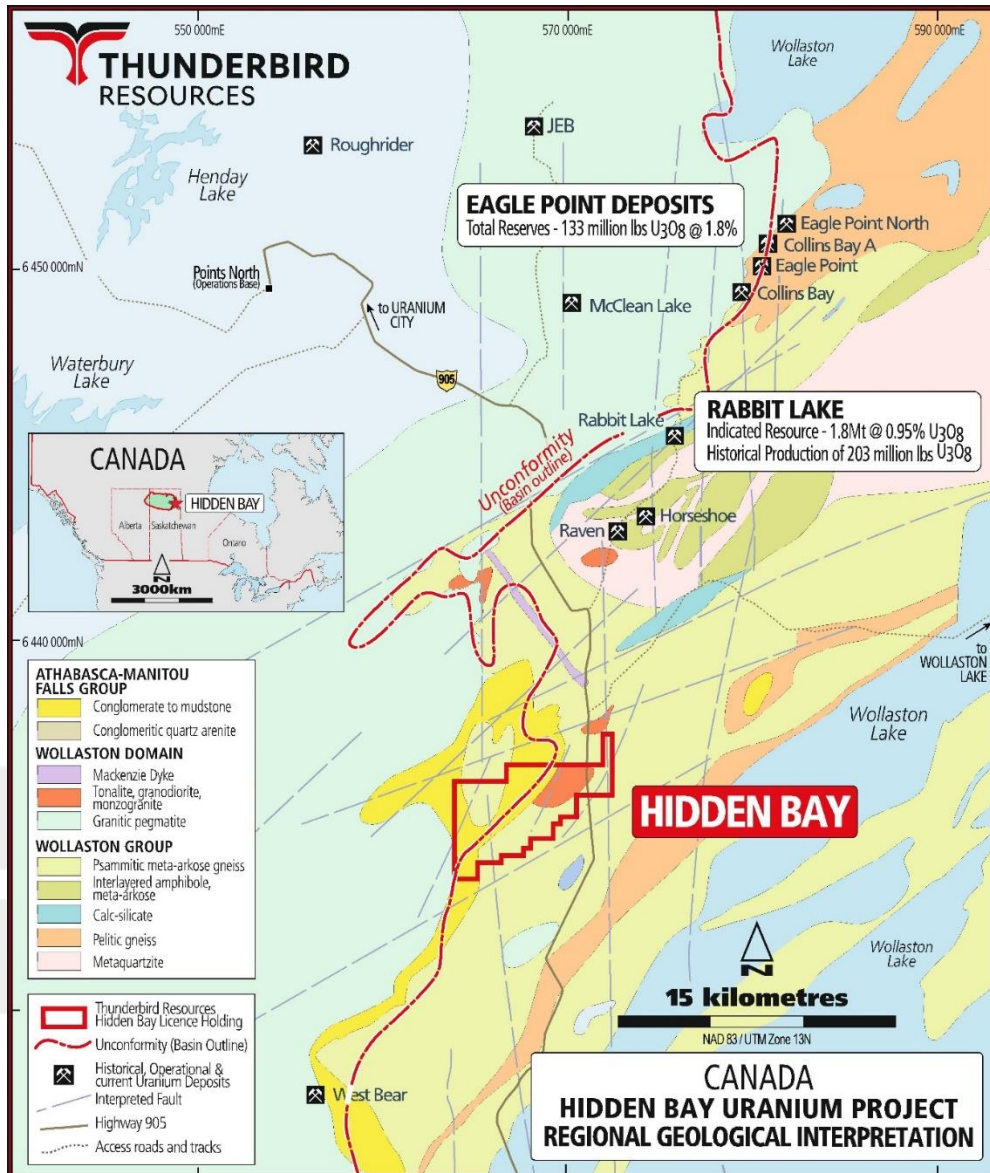 550 000mE
570 000mE
590 000mE
THUNDERBIRD
RESOURCES
Wollaston
Lake
JEB
Roughrider
Henday
Lake
EAGLE POINT DEPOSITS
Total Reserves - 133 million lbs U3O8 @ 1.8%
Eagle Point North
Collins Bay A
Eagle Point
Collins Bay
6 450 000mN
Points North
(Operations Base)
to URANIUM
CITY
McClean Lake
Waterbury
Lake
905
RABBIT LAKE
Indicated Resource - 1.8Mt @ 0.95% U3O8
Historical Production of 203 million lbs U3O8
Rabbit Lake
Unconformity
(Basin outline)
Horseshoe
Raven
CANADA
HIDDEN BAY
Alberta
Saskatchewan
Ontario
N
3000km
6 440 000mN
to
WOLLASTON
LAKE
Wollaston
Lake
ATHABASCA-MANITOU
FALLS GROUP
Conglomerate to mudstone
Conglomeritic quartz arenite
WOLLASTON DOMAIN
Mackenzie Dyke
Tonalite, granodiorite,
monzogranite
Granitic pegmatite
WOLLASTON GROUP
Psammitic meta-arkose gneiss
Interlayered amphibole,
meta-arkose
Calc-silicate
Pelitic gneiss
Metaquartzite
HIDDEN BAY
Wollaston
Lake
N
15 kilometres
NAD 83 / UTM Zone 13N
Thunderbird Resources
Hidden Bay Licence Holding
Unconformity (Basin Outline)
Historical, Operational &
current Uranium Deposits
Interpreted Fault
Highway 905
Access roads and tracks
West Bear
CANADA
HIDDEN BAY URANIUM PROJECT
REGIONAL GEOLOGICAL INTERPRETATION